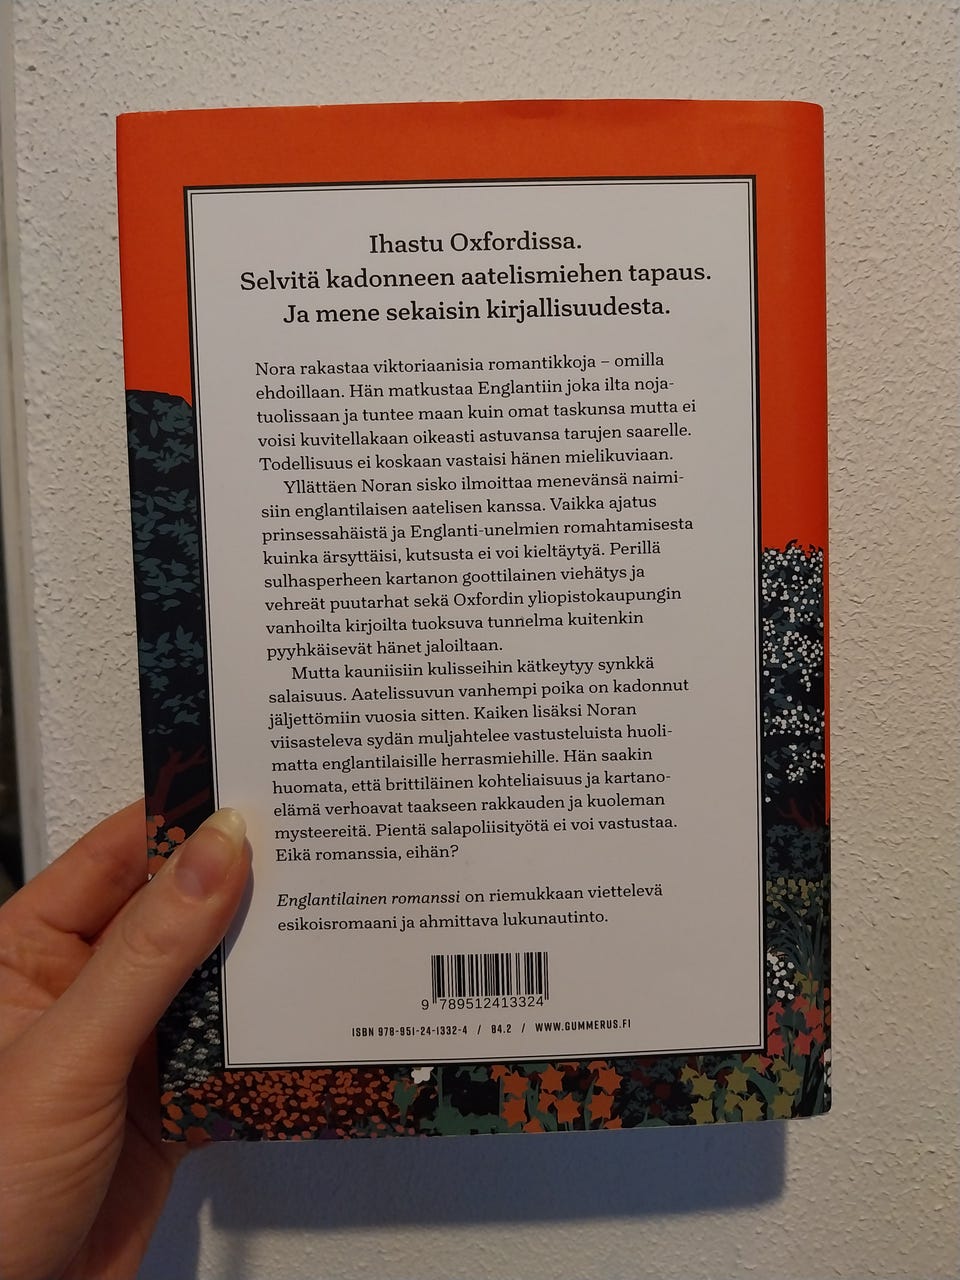 Ihastu Oxfordissa.
Selvitä kadonneen aatelismiehen tapaus.
Ja mene sekaisin kirjallisuudesta.
Nora rakastaa viktoriaanisia romantikkoja – omilla
ehdoillaan. Hän matkustaa Englantiin joka ilta noja-
tuolissaan ja tuntee maan kuin omat taskunsa mutta ei
voisi kuvitellakaan oikeasti astuvansa tarujen saarelle.
Todellisuus ei koskaan vastaisi hänen mielikuviaan.
Yllättäen Noran sisko ilmoittaa menevänsä naimi-
siin englantilaisen aatelisen kanssa. Vaikka ajatus
prinsessahäistä ja Englanti-unelmien romahtamisesta
kuinka ärsyttäisi, kutsusta ei voi kieltäytyä. Perillä
sulhasperheen kartanon goottilainen viehätys ja
vehreät puutarhat sekä Oxfordin yliopistokaupungin
vanhoilta kirjoilta tuoksuva tunnelma kuitenkin
pyyhkäisevät hänet jaloiltaan.
Mutta kauniisiin kulisseihin kätkeytyy synkkä
salaisuus. Aatelissuvun vanhempi poika on kadonnut
jäljettömiin vuosia sitten. Kaiken lisäksi Noran
viisasteleva sydän muljahtelee vastusteluista huoli-
matta englantilaisille herrasmiehille. Hän saakin
huomata, että brittiläinen kohteliaisuus ja kartano-
elämä verhoavat taakseen rakkauden ja kuoleman
mysteereitä. Pientä salapoliisityötä ei voi vastustaa.
Eikä romanssia, eihän?
Englantilainen romanssi on riemukkaan viettelevä
esikoisromaani ja ahmittava lukunautinto.
9 789512413324
ISBN 978-951-24-1332-4 / 84.2 / WWW.GUMMERUS.FI